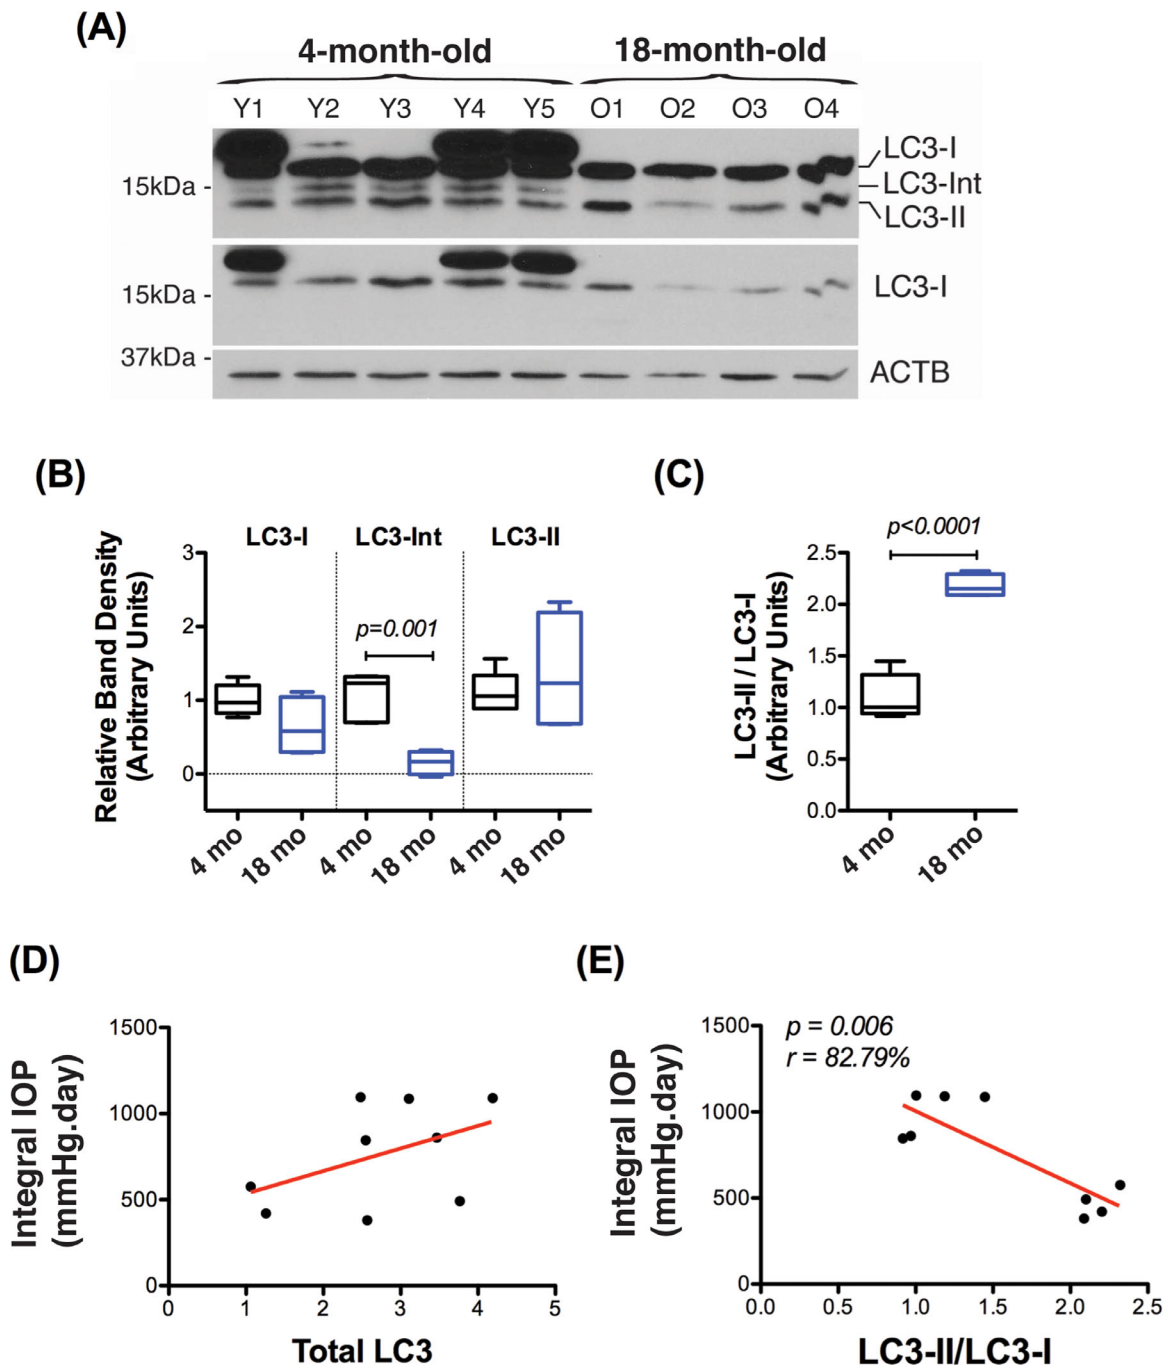 (A)
4-month-old 18-month-old
Y1 Y2 Y3 Y4 Y5 O1 O2 O3 O4
LC3-I
15kDa - LC3-Int
LC3-II
15kDa - LC3-I
37kDa -
ACTB
(B)
LC3-I LC3-Int LC3-II
Relative Band Density
(Arbitrary Units)
3
2
1
0
p=0.001
4 mo 18 mo 4 mo 18 mo 4 mo 18 mo
(C)
p<0.0001
LC3-II / LC3-I
(Arbitrary Units)
2.5
2.0
1.5
1.0
0.5
0.0
4 mo 18 mo
(D)
Integral IOP
(mmHg.day)
1500
1000
500
0
0 1 2 3 4 5
Total LC3
(E)
p = 0.006
r = 82.79%
Integral IOP
(mmHg.day)
1500
1000
500
0
0.0 0.5 1.0 1.5 2.0 2.5
LC3-II/LC3-I